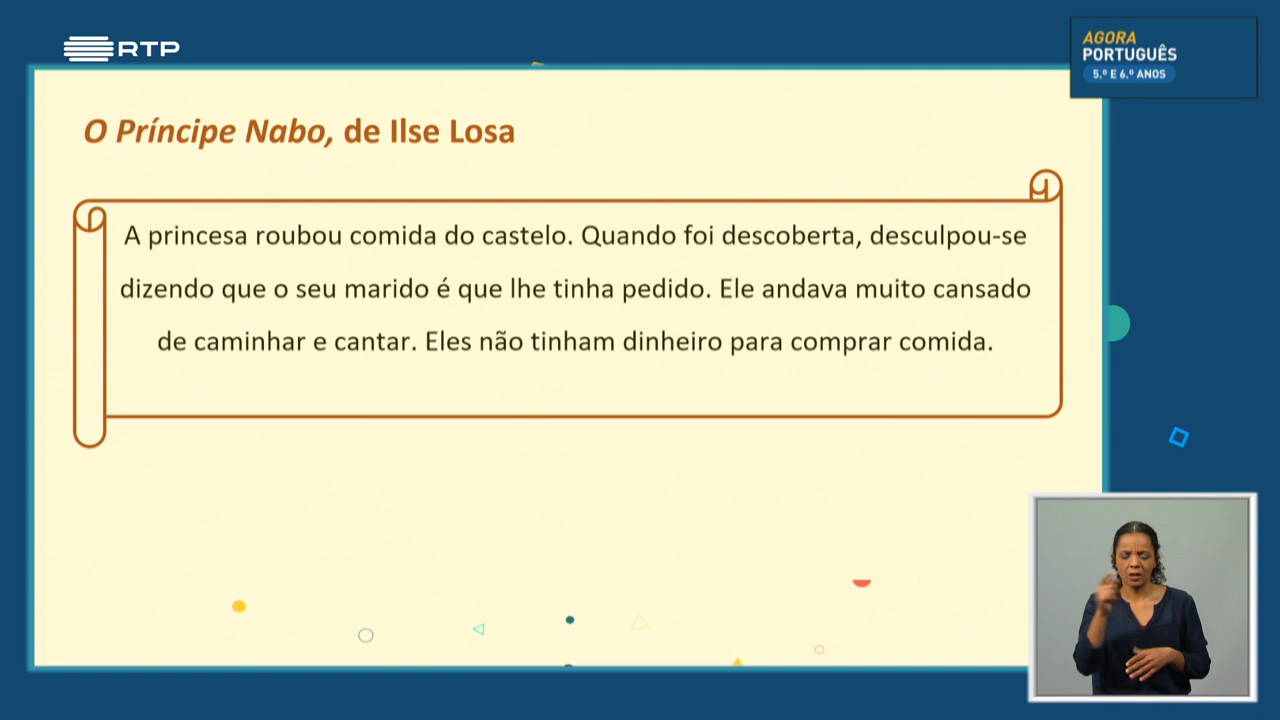 RTP
AGORA
PORTUGUÊS
5.º E 6.º ANOS
O Príncipe Nabo, de Ilse Losa
A princesa roubou comida do castelo. Quando foi descoberta, desculpou-se
dizendo que o seu marido é que lhe tinha pedido. Ele andava muito cansado
de caminhar e cantar. Eles não tinham dinheiro para comprar comida.